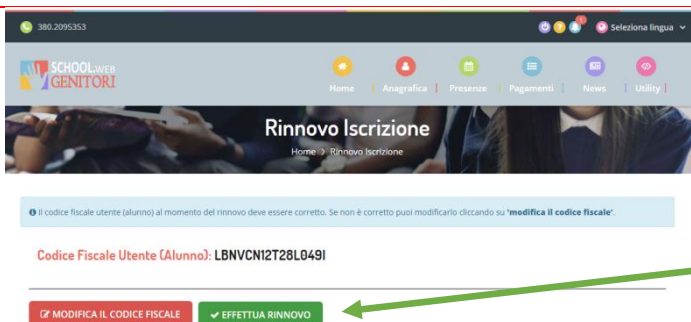 380.2095353
1
Seleziona lingua
SCHOOL.WEB
GENITORI
Home
Anagrafica
Presenze
Pagamenti
News
Utility
Rinnovo Iscrizione
Home > Rinnovo Iscrizione
Il codice fiscale utente (alunno) al momento del rinnovo deve essere corretto. Se non è corretto puoi modificarlo cliccando su 'modifica il codice fiscale'.
Codice Fiscale Utente (Alunno): LBNVCN12T28L049I
MODIFICA IL CODICE FISCALE
EFFETTUA RINNOVO